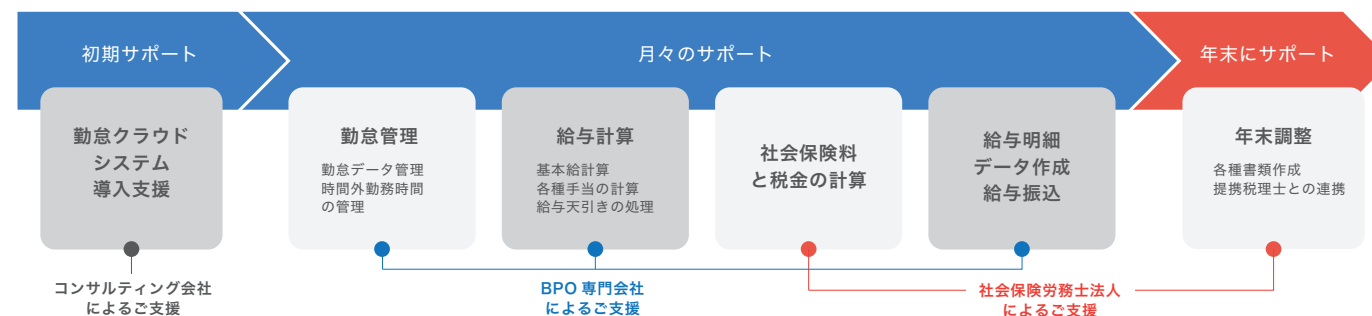 初期サポート
月々のサポート
年末にサポート
勤怠クラウド
システム
導入支援
勤怠管理
勤怠データ管理
時間外勤務時間
の管理
給与計算
基本給計算
各種手当の計算
給与天引きの処理
社会保険料
と税金の計算
給与明細
データ作成
給与振込
年末調整
各種書類作成
提携税理士との連携
コンサルティング会社
によるご支援
BPO 専門会社
によるご支援
社会保険労務士法人
によるご支援